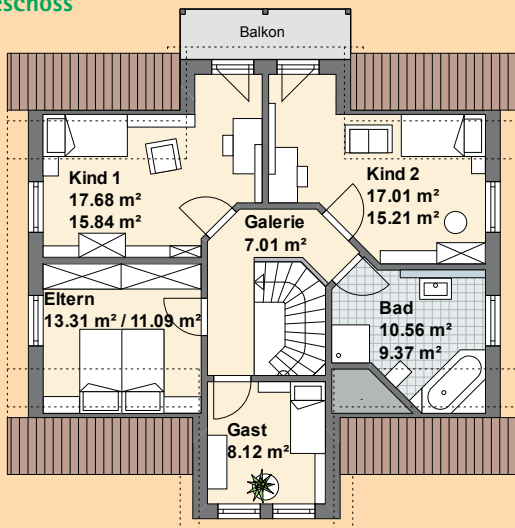 eschoss
Balkon
Kind 1
17.68 m²
15.84 m²
Kind 2
17.01 m²
15.21 m²
Galerie
7.01 m²
Eltern
13.31 m² / 11.09 m²
Bad
10.56 m²
9.37 m²
Gast
8.12 m²